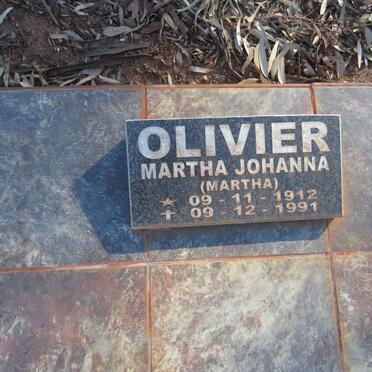 OLIVIER
MARTHA JOHANNA
(MARTHA)
★ 09 - 11 - 1912
✝ 09 - 12 - 1991